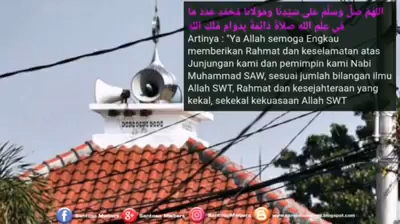 اللهم صل وسلم على سيدنا ومولانا محمد عدد ما
في علم الله صلاة دائمة بدوام ملك الله
Artinya : "Ya Allah semoga Engkau
memberikan Rahmat dan keselamatan atas
Junjungan kami dan pemimpin kami Nabi
Muhammad SAW, sesuai jumlah bilangan ilmu
Allah SWT, Rahmat dan kesejahteraan yang
kekal, sekekal kekuasaan Allah SWT